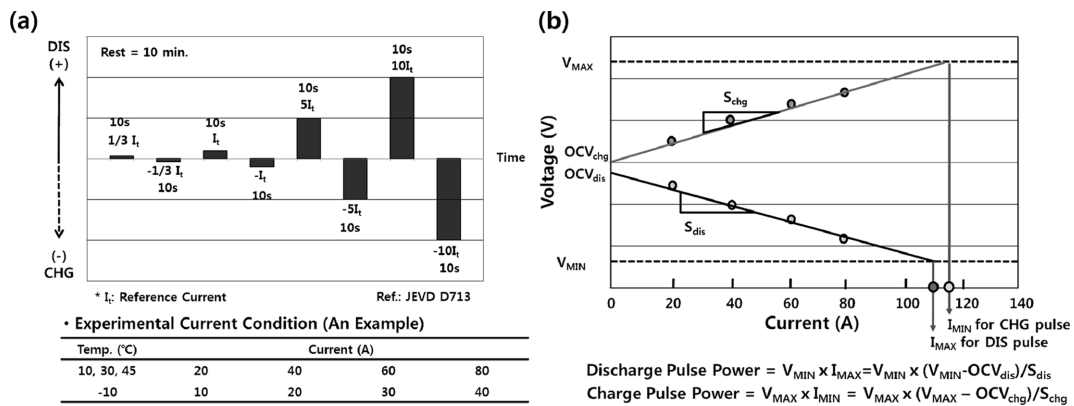 (a)
DIS
(+)
(-)
CHG
Rest = 10 min.
10s
1/3 It
-1/3 It
10s
10s
It
-It
10s
10s
5It
-5It
10s
10s
10It
-10It
10s
Time
* It: Reference Current
Ref.: JEVD D713
• Experimental Current Condition (An Example)
Temp. (℃) Current (A)
10, 30, 45 20 40 60 80
-10 10 20 30 40
(b)
Voltage (V)
VMAX
OCVchg
OCVdis
VMIN
Schg
Sdis
0 20 40 60 80 100 120 140
Current (A)
IMIN for CHG pulse
IMAX for DIS pulse
Discharge Pulse Power = VMIN x IMAX=VMIN x (VMIN-OCVdis)/Sdis
Charge Pulse Power = VMAX x IMIN = VMAX x (VMAX – OCVchg)/Schg